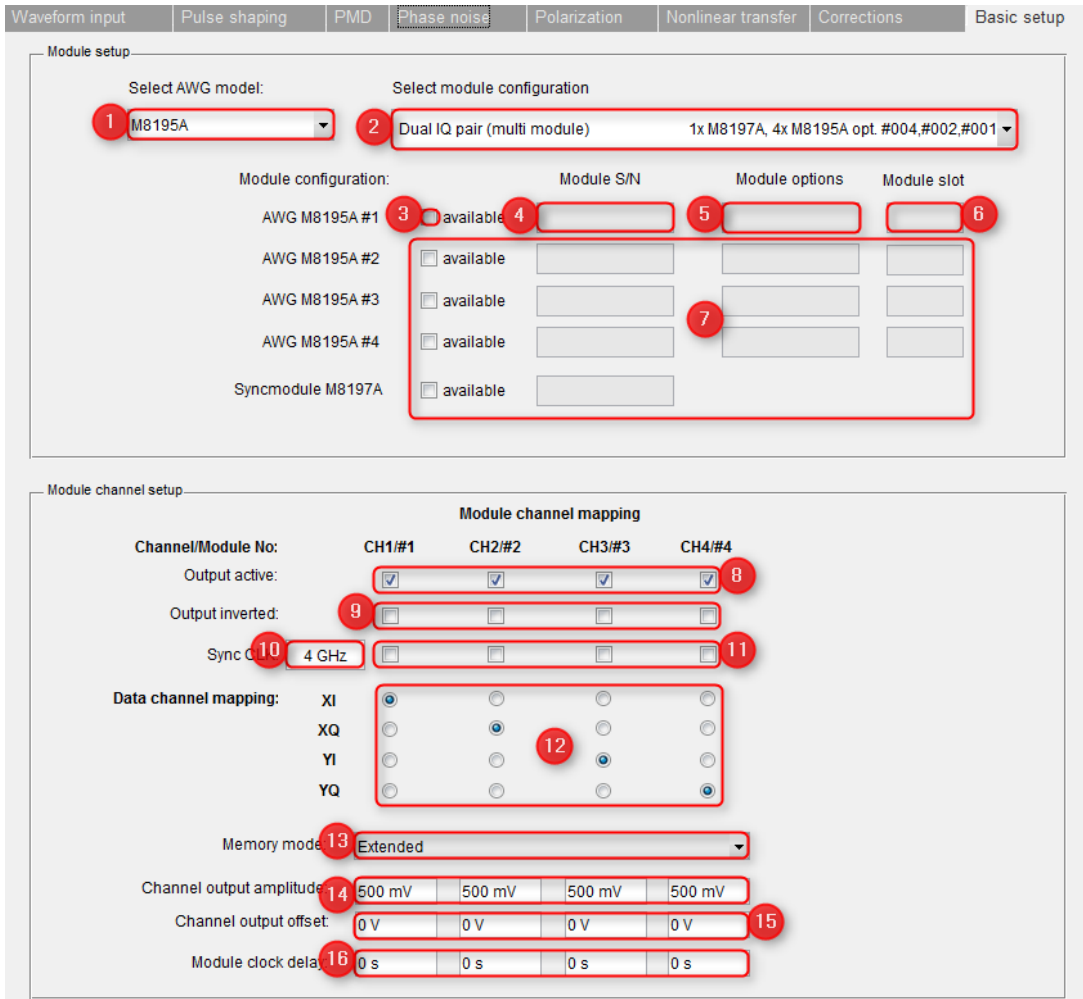 Waveform input Pulse shaping PMD Phase noise Polarization Nonlinear transfer Corrections Basic setup
Module setup
Select AWG model: Select module configuration
1 M8195A 2 Dual IQ pair (multi module) 1x M8197A, 4x M8195A opt. #004,#002,#001
Module configuration: Module S/N Module options Module slot
AWG M8195A #1 3 available 4 5 6
AWG M8195A #2 available
AWG M8195A #3 available
7
AWG M8195A #4 available
Syncmodule M8197A available
Module channel setup
Module channel mapping
Channel/Module No: CH1/#1 CH2/#2 CH3/#3 CH4/#4
Output active: 8
Output inverted: 9
Sync 10 4 GHz 11
Data channel mapping: XI
XQ
12
YI
YQ
Memory mode 13 Extended
Channel output amplitude 14 500 mV 500 mV 500 mV 500 mV
Channel output offset: 0 V 0 V 0 V 0 V 15
Module clock delay 16 0 s 0 s 0 s 0 s